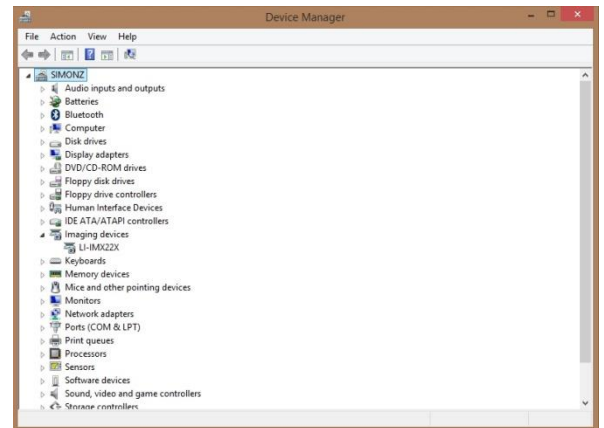 Device Manager
File Action View Help
SIMONZ
Audio inputs and outputs
Batteries
Bluetooth
Computer
Disk drives
Display adapters
DVD/CD-ROM drives
Floppy disk drives
Floppy drive controllers
Human Interface Devices
IDE ATA/ATAPI controllers
Imaging devices
LI-IMX22X
Keyboards
Memory devices
Mice and other pointing devices
Monitors
Network adapters
Ports (COM & LPT)
Print queues
Processors
Sensors
Software devices
Sound, video and game controllers
Storage controllers